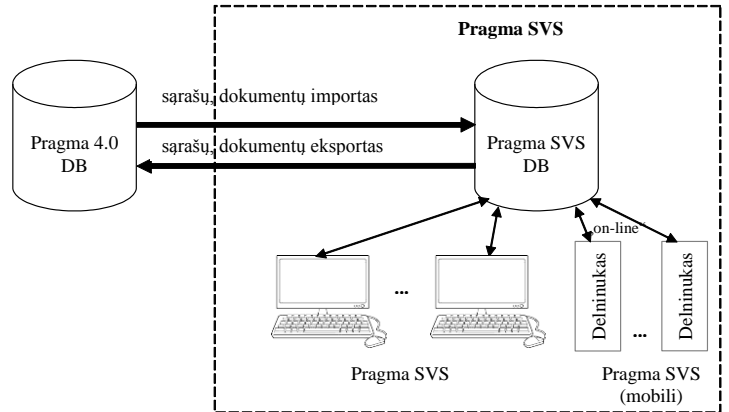 Pragma SVS
sąrašų, dokumentų importas
Pragma 4.0
DB
Pragma SVS
DB
sąrašų, dokumentų eksportas
„on-line“
...
Delninukas
...
Delninukas
Pragma SVS
Pragma SVS
(mobili)